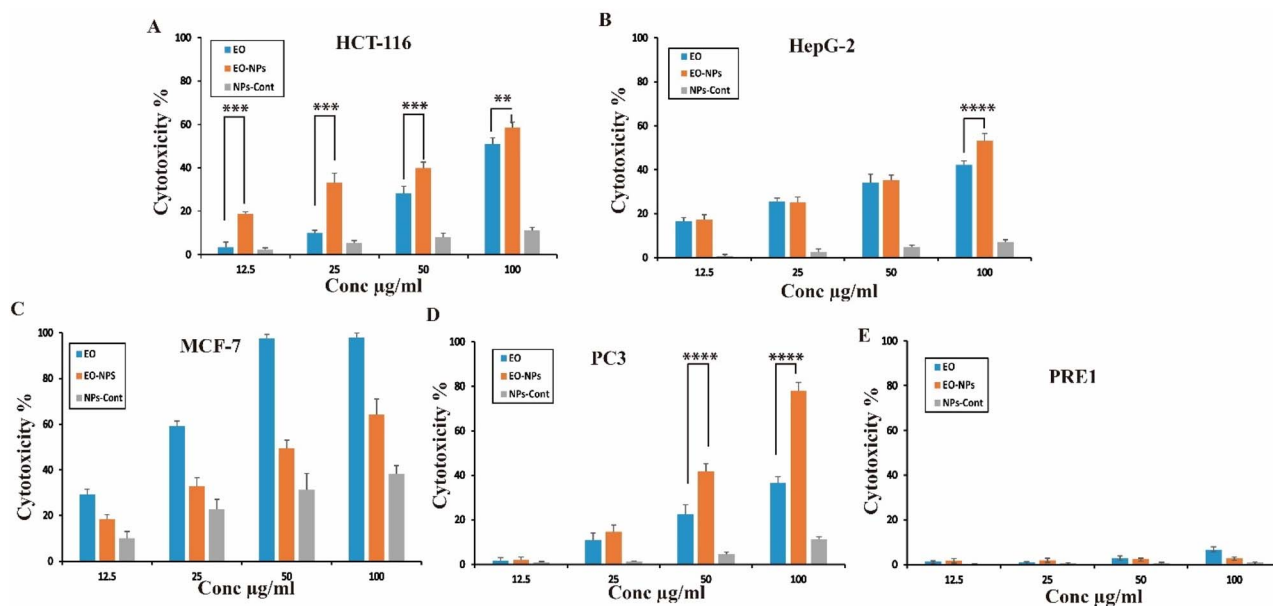 A
HCT-116
Cytotoxicity %
100
80
60
40
20
0
EO
EO-NPs
NPs-Cont
***
***
***
**
12.5 25 50 100
Conc µg/ml
B
HepG-2
Cytotoxicity %
100
80
60
40
20
0
EO
EO-NPs
NPs-Cont
****
12.5 25 50 100
Conc µg/ml
C
MCF-7
Cytotoxicity %
100
80
60
40
20
0
EO
EO-NPS
NPs-Cont
12.5 25 50 100
Conc µg/ml
D
PC3
Cytotoxicity %
100
80
60
40
20
0
EO
EO-NPs
NPs-Cont
****
****
12.5 25 50 100
Conc µg/ml
E
PRE1
Cytotoxicity %
100
80
60
40
20
0
EO
EO-NPs
NPs-Cont
12.5 25 50 100
Conc µg/ml